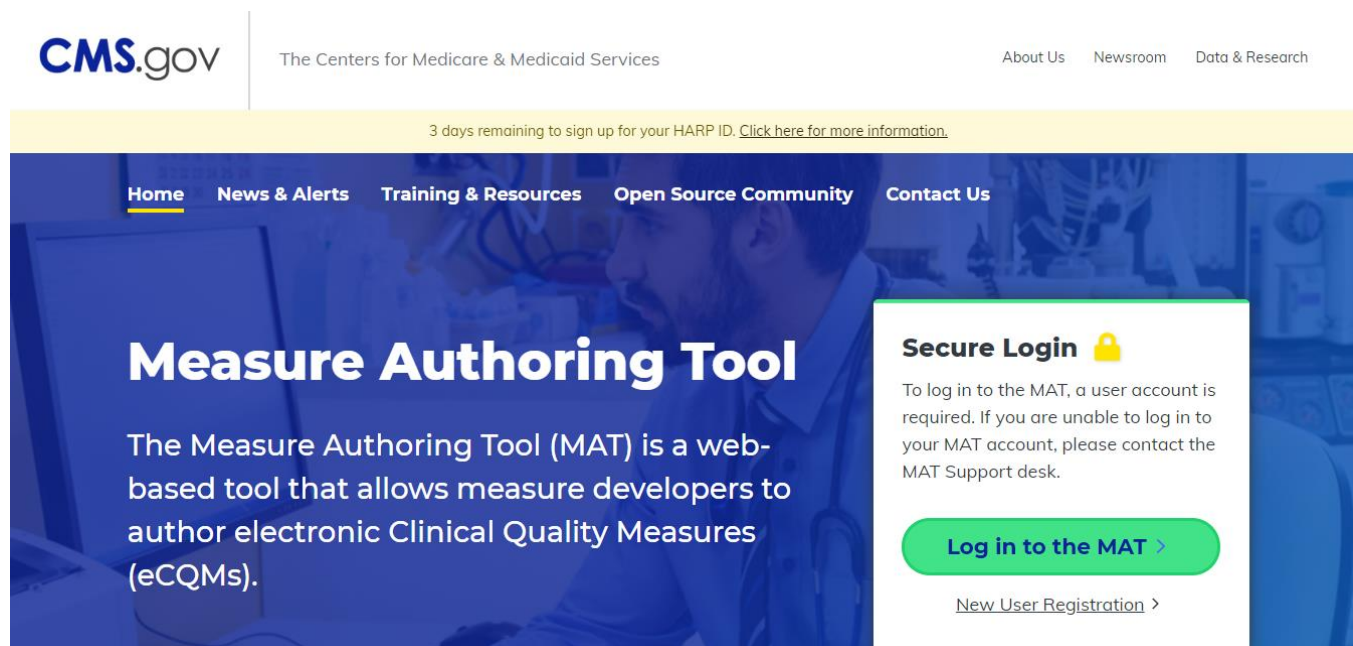 CMS.gov
The Centers for Medicare & Medicaid Services
About Us Newsroom Data & Research
3 days remaining to sign up for your HARP ID. Click here for more information.
Home News & Alerts Training & Resources Open Source Community Contact Us
Measure Authoring Tool
The Measure Authoring Tool (MAT) is a web-
based tool that allows measure developers to
author electronic Clinical Quality Measures
(eCQMs).
Secure Login
To log in to the MAT, a user account is
required. If you are unable to log in to
your MAT account, please contact the
MAT Support desk.
Log in to the MAT >
New User Registration >